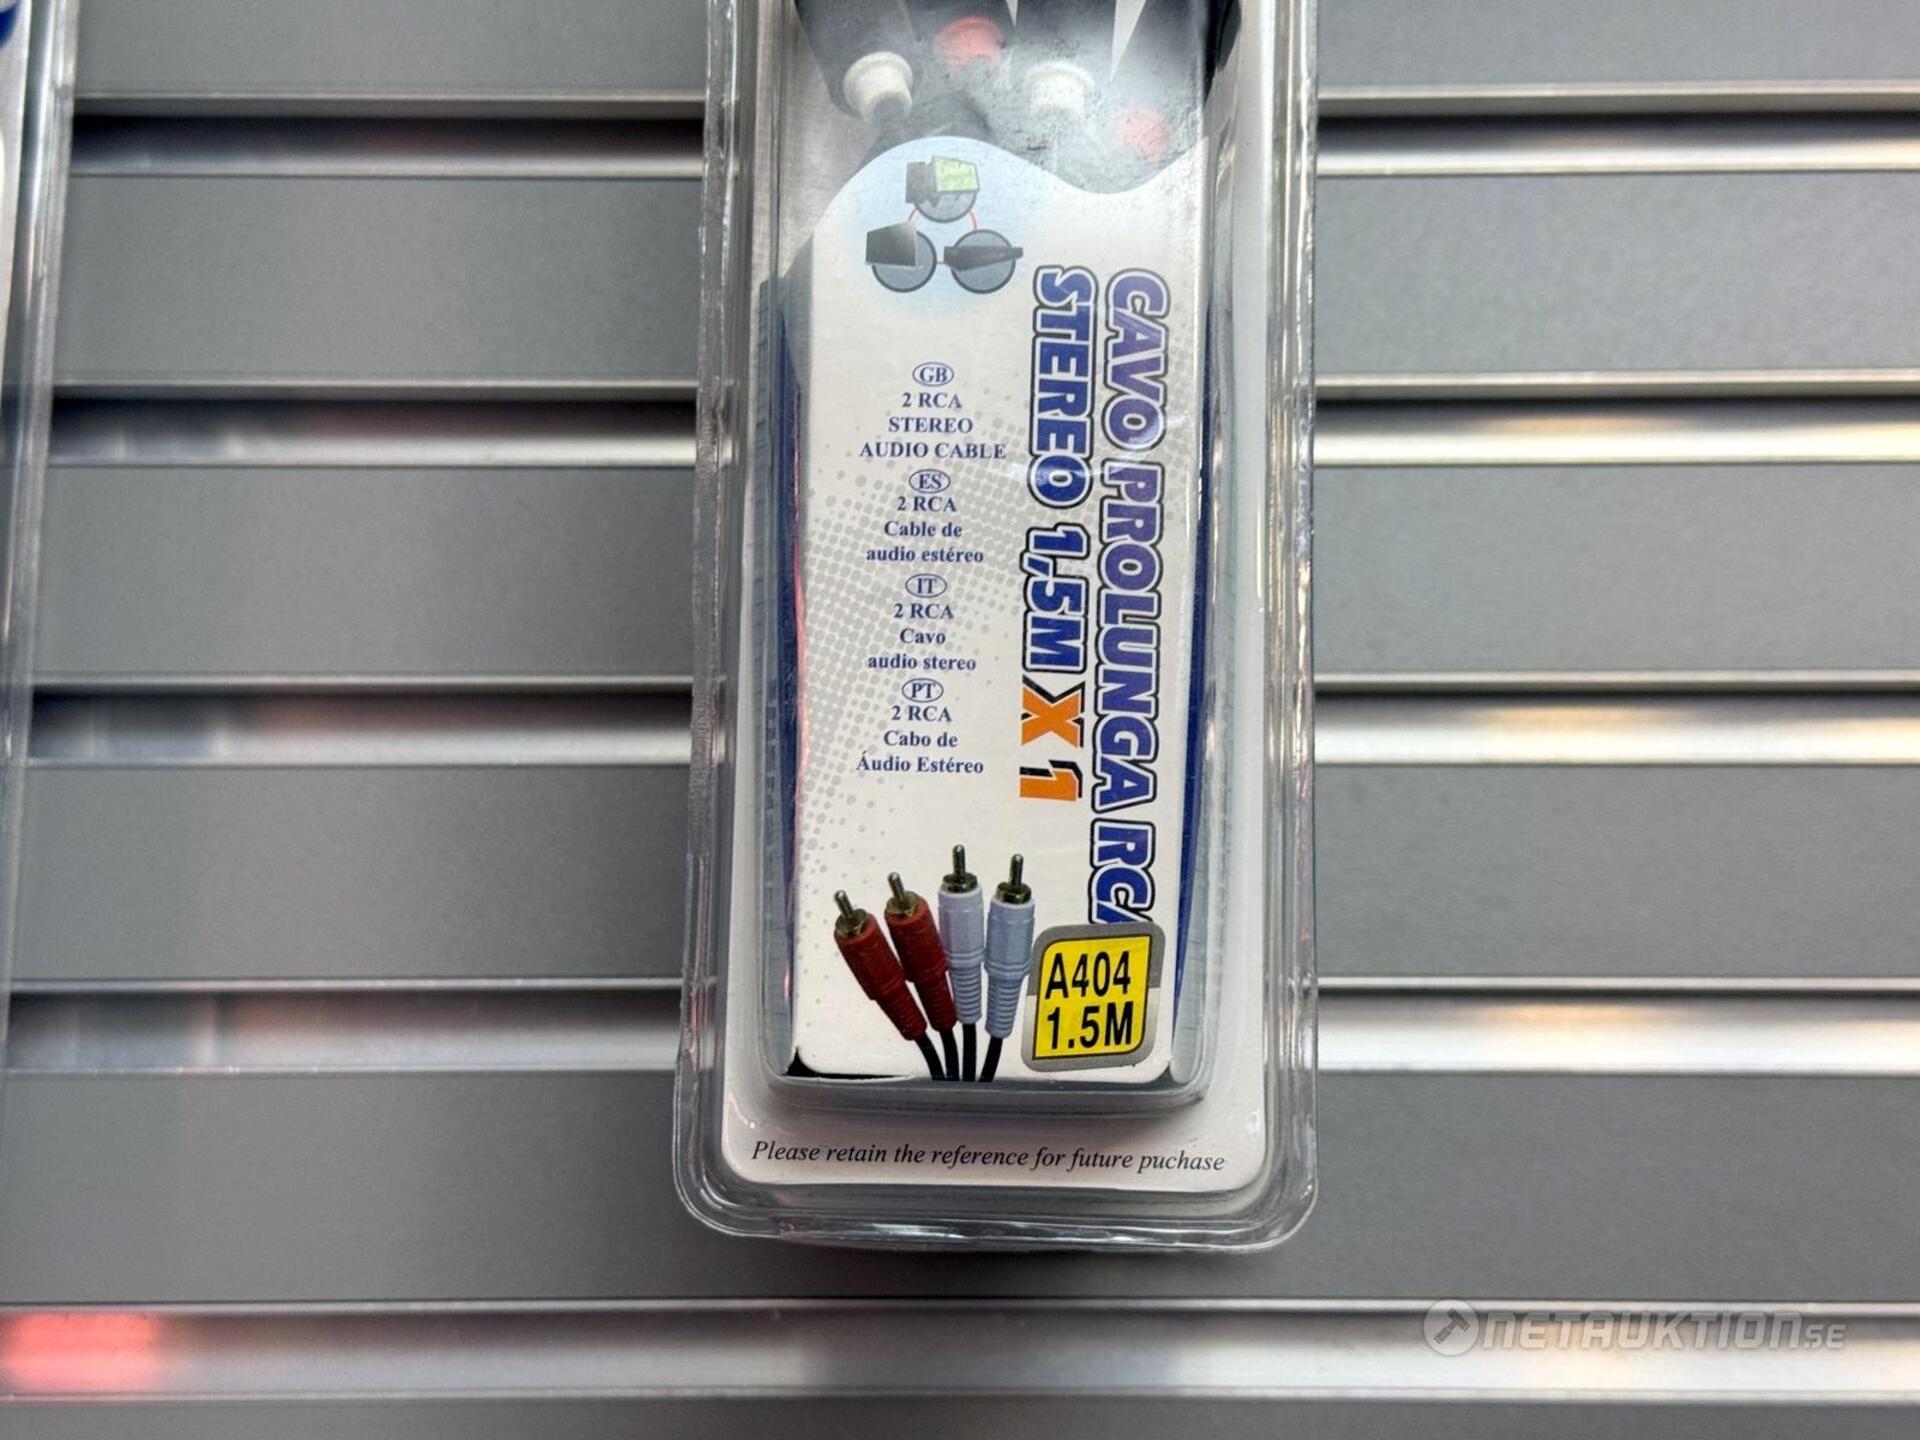 GB
2 RCA
STEREO
AUDIO CABLE
ES
2 RCA
Cable de
audio estéreo
IT
2 RCA
Cavo
audio stereo
PT
2 RCA
Cabo de
Áudio Estéreo
CAVO PROLUNGA RCA
STEREO 1,5M X 1
A404
1.5M
Please retain the reference for future puchase
NETAUKTION.SE